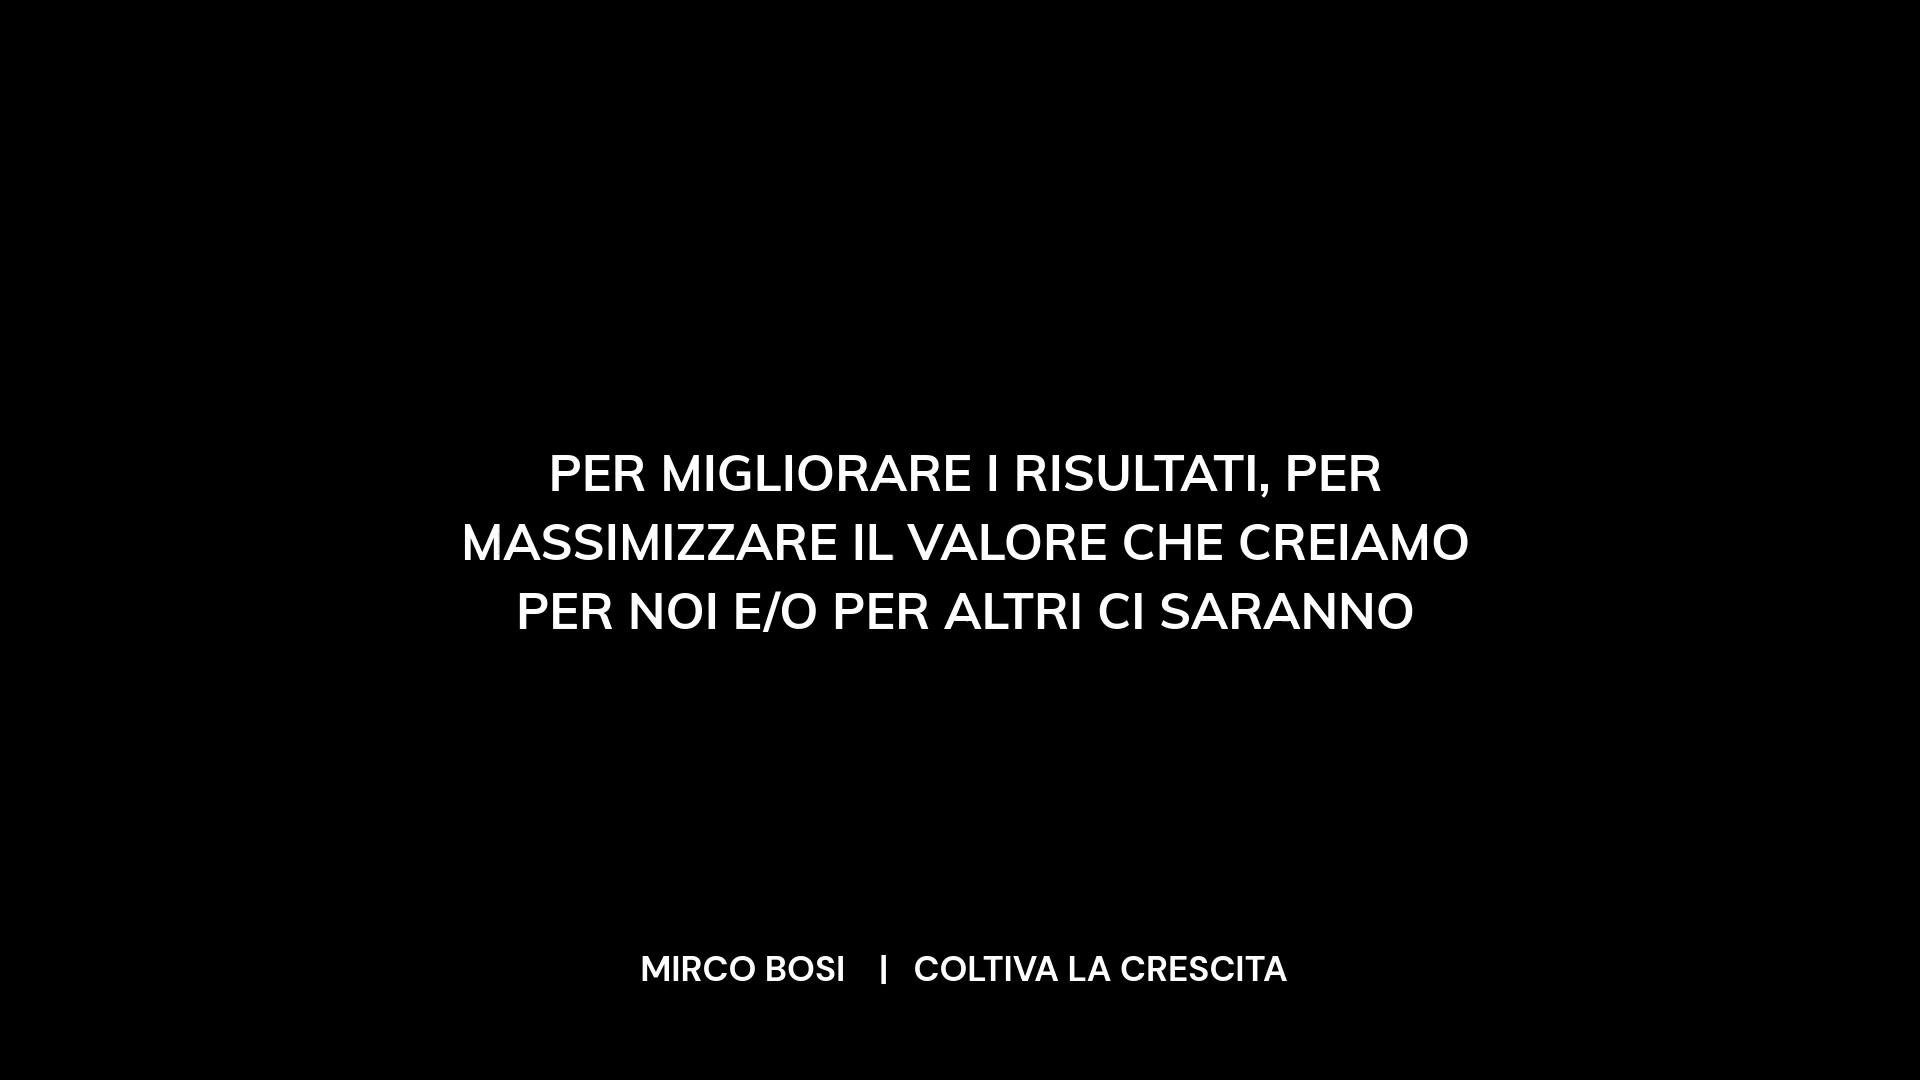 PER MIGLIORARE I RISULTATI, PER
MASSIMIZZARE IL VALORE CHE CREIAMO
PER NOI E/O PER ALTRI CI SARANNO
MIRCO BOSI | COLTIVA LA CRESCITA